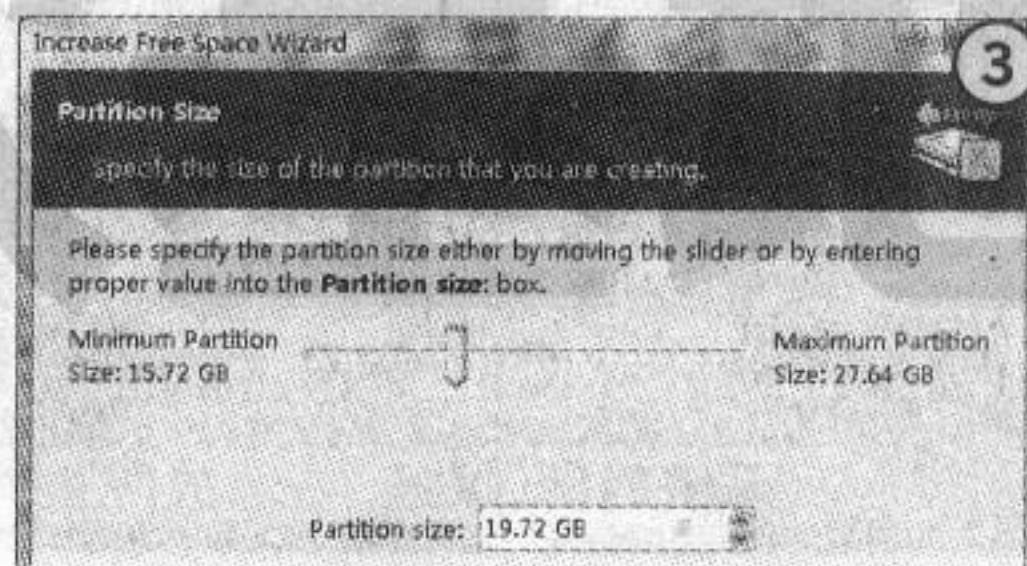 Increase Free Space Wizard
3
Partition Size
Specify the size of the partition that you are creating.
Please specify the partition size either by moving the slider or by entering
proper value into the Partition size: box.
Minimum Partition
Size: 15.72 GB
Maximum Partition
Size: 27.64 GB
Partition size: 19.72 GB